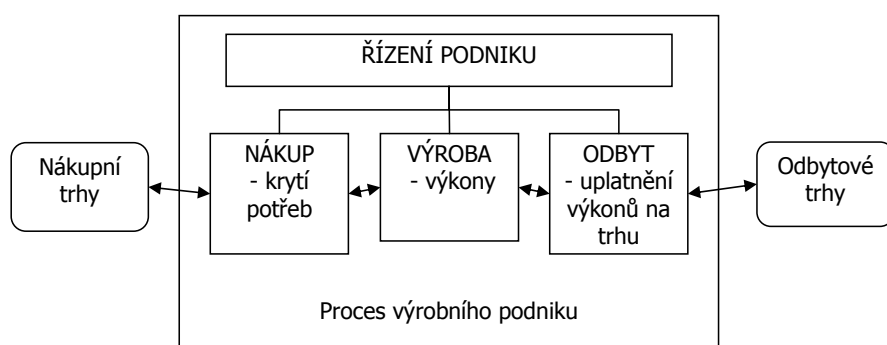 ŘÍZENÍ PODNIKU
Nákupní
trhy
NÁKUP
- krytí
potřeb
VÝROBA
- výkony
ODBYT
- uplatnění
výkonů na
trhu
Odbytové
trhy
Proces výrobního podniku